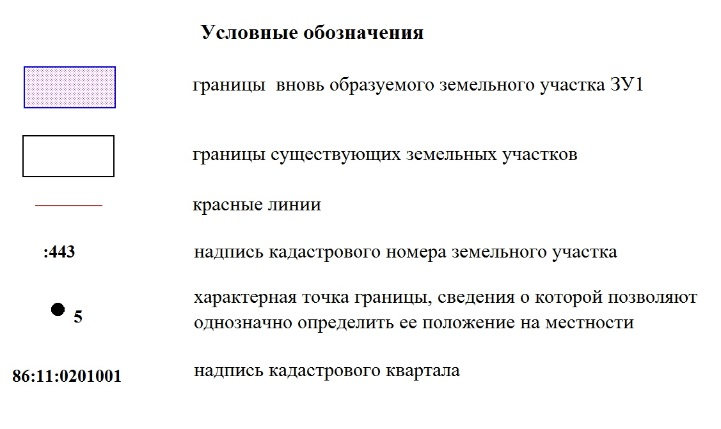 Условные обозначения
границы вновь образуемого земельного участка ЗУ1
границы существующих земельных участков
красные линии
:443 надпись кадастрового номера земельного участка
характерная точка границы, сведения о которой позволяют
5 однозначно определить ее положение на местности
86:11:0201001 надпись кадастрового квартала